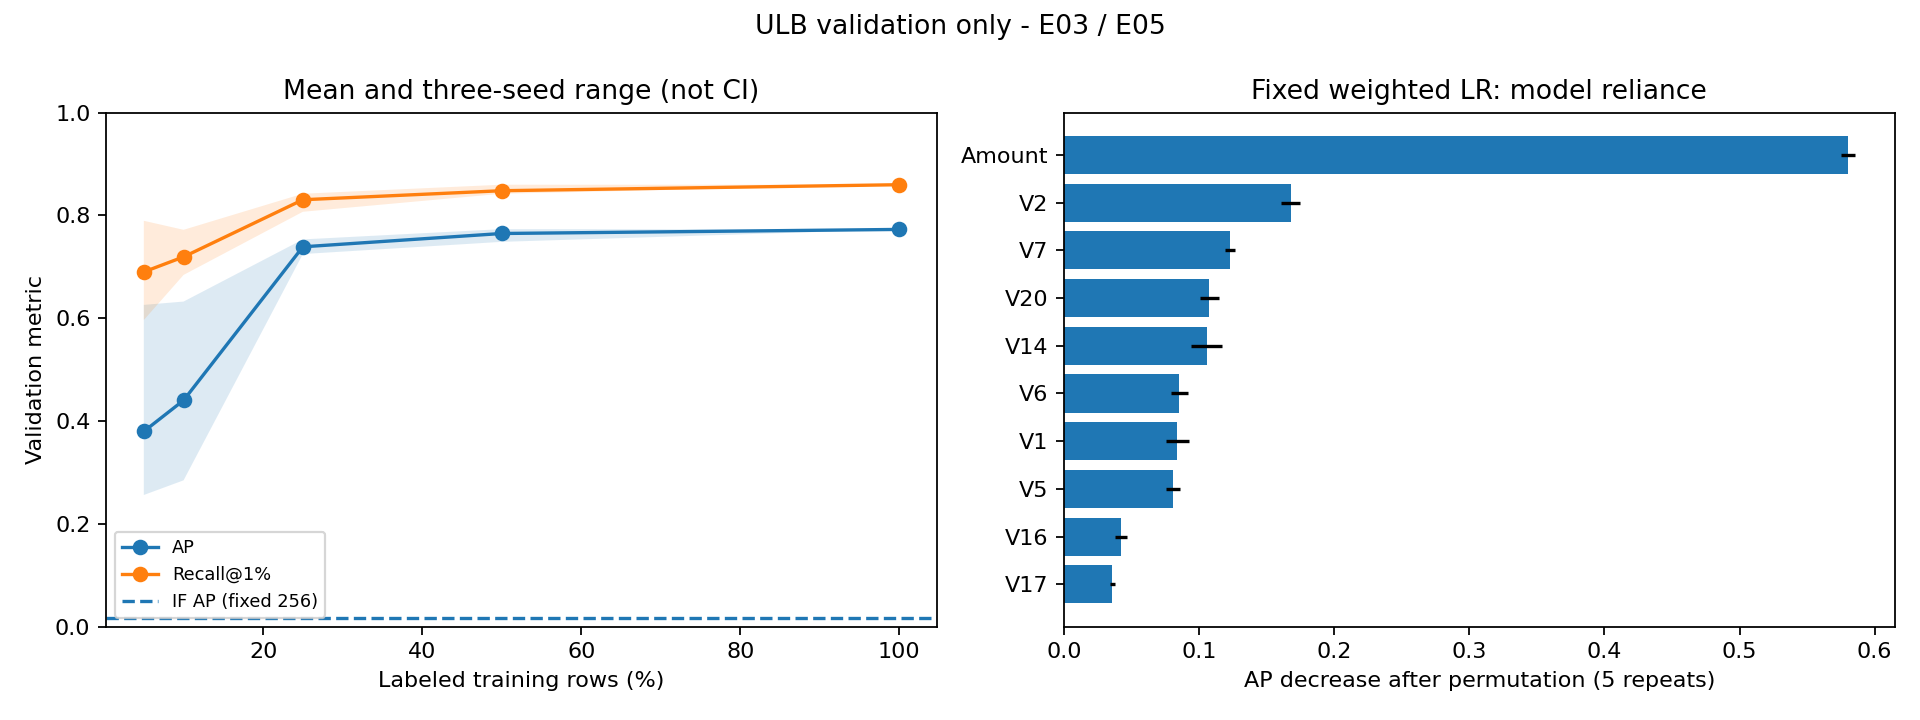 ULB validation only - E03 / E05
Mean and three-seed range (not CI)
Validation metric
1.0
0.8
0.6
0.4
0.2
0.0
AP
Recall@1%
IF AP (fixed 256)
20 40 60 80 100
Labeled training rows (%)
Fixed weighted LR: model reliance
Amount
V2
V7
V20
V14
V6
V1
V5
V16
V17
0.0 0.1 0.2 0.3 0.4 0.5 0.6
AP decrease after permutation (5 repeats)